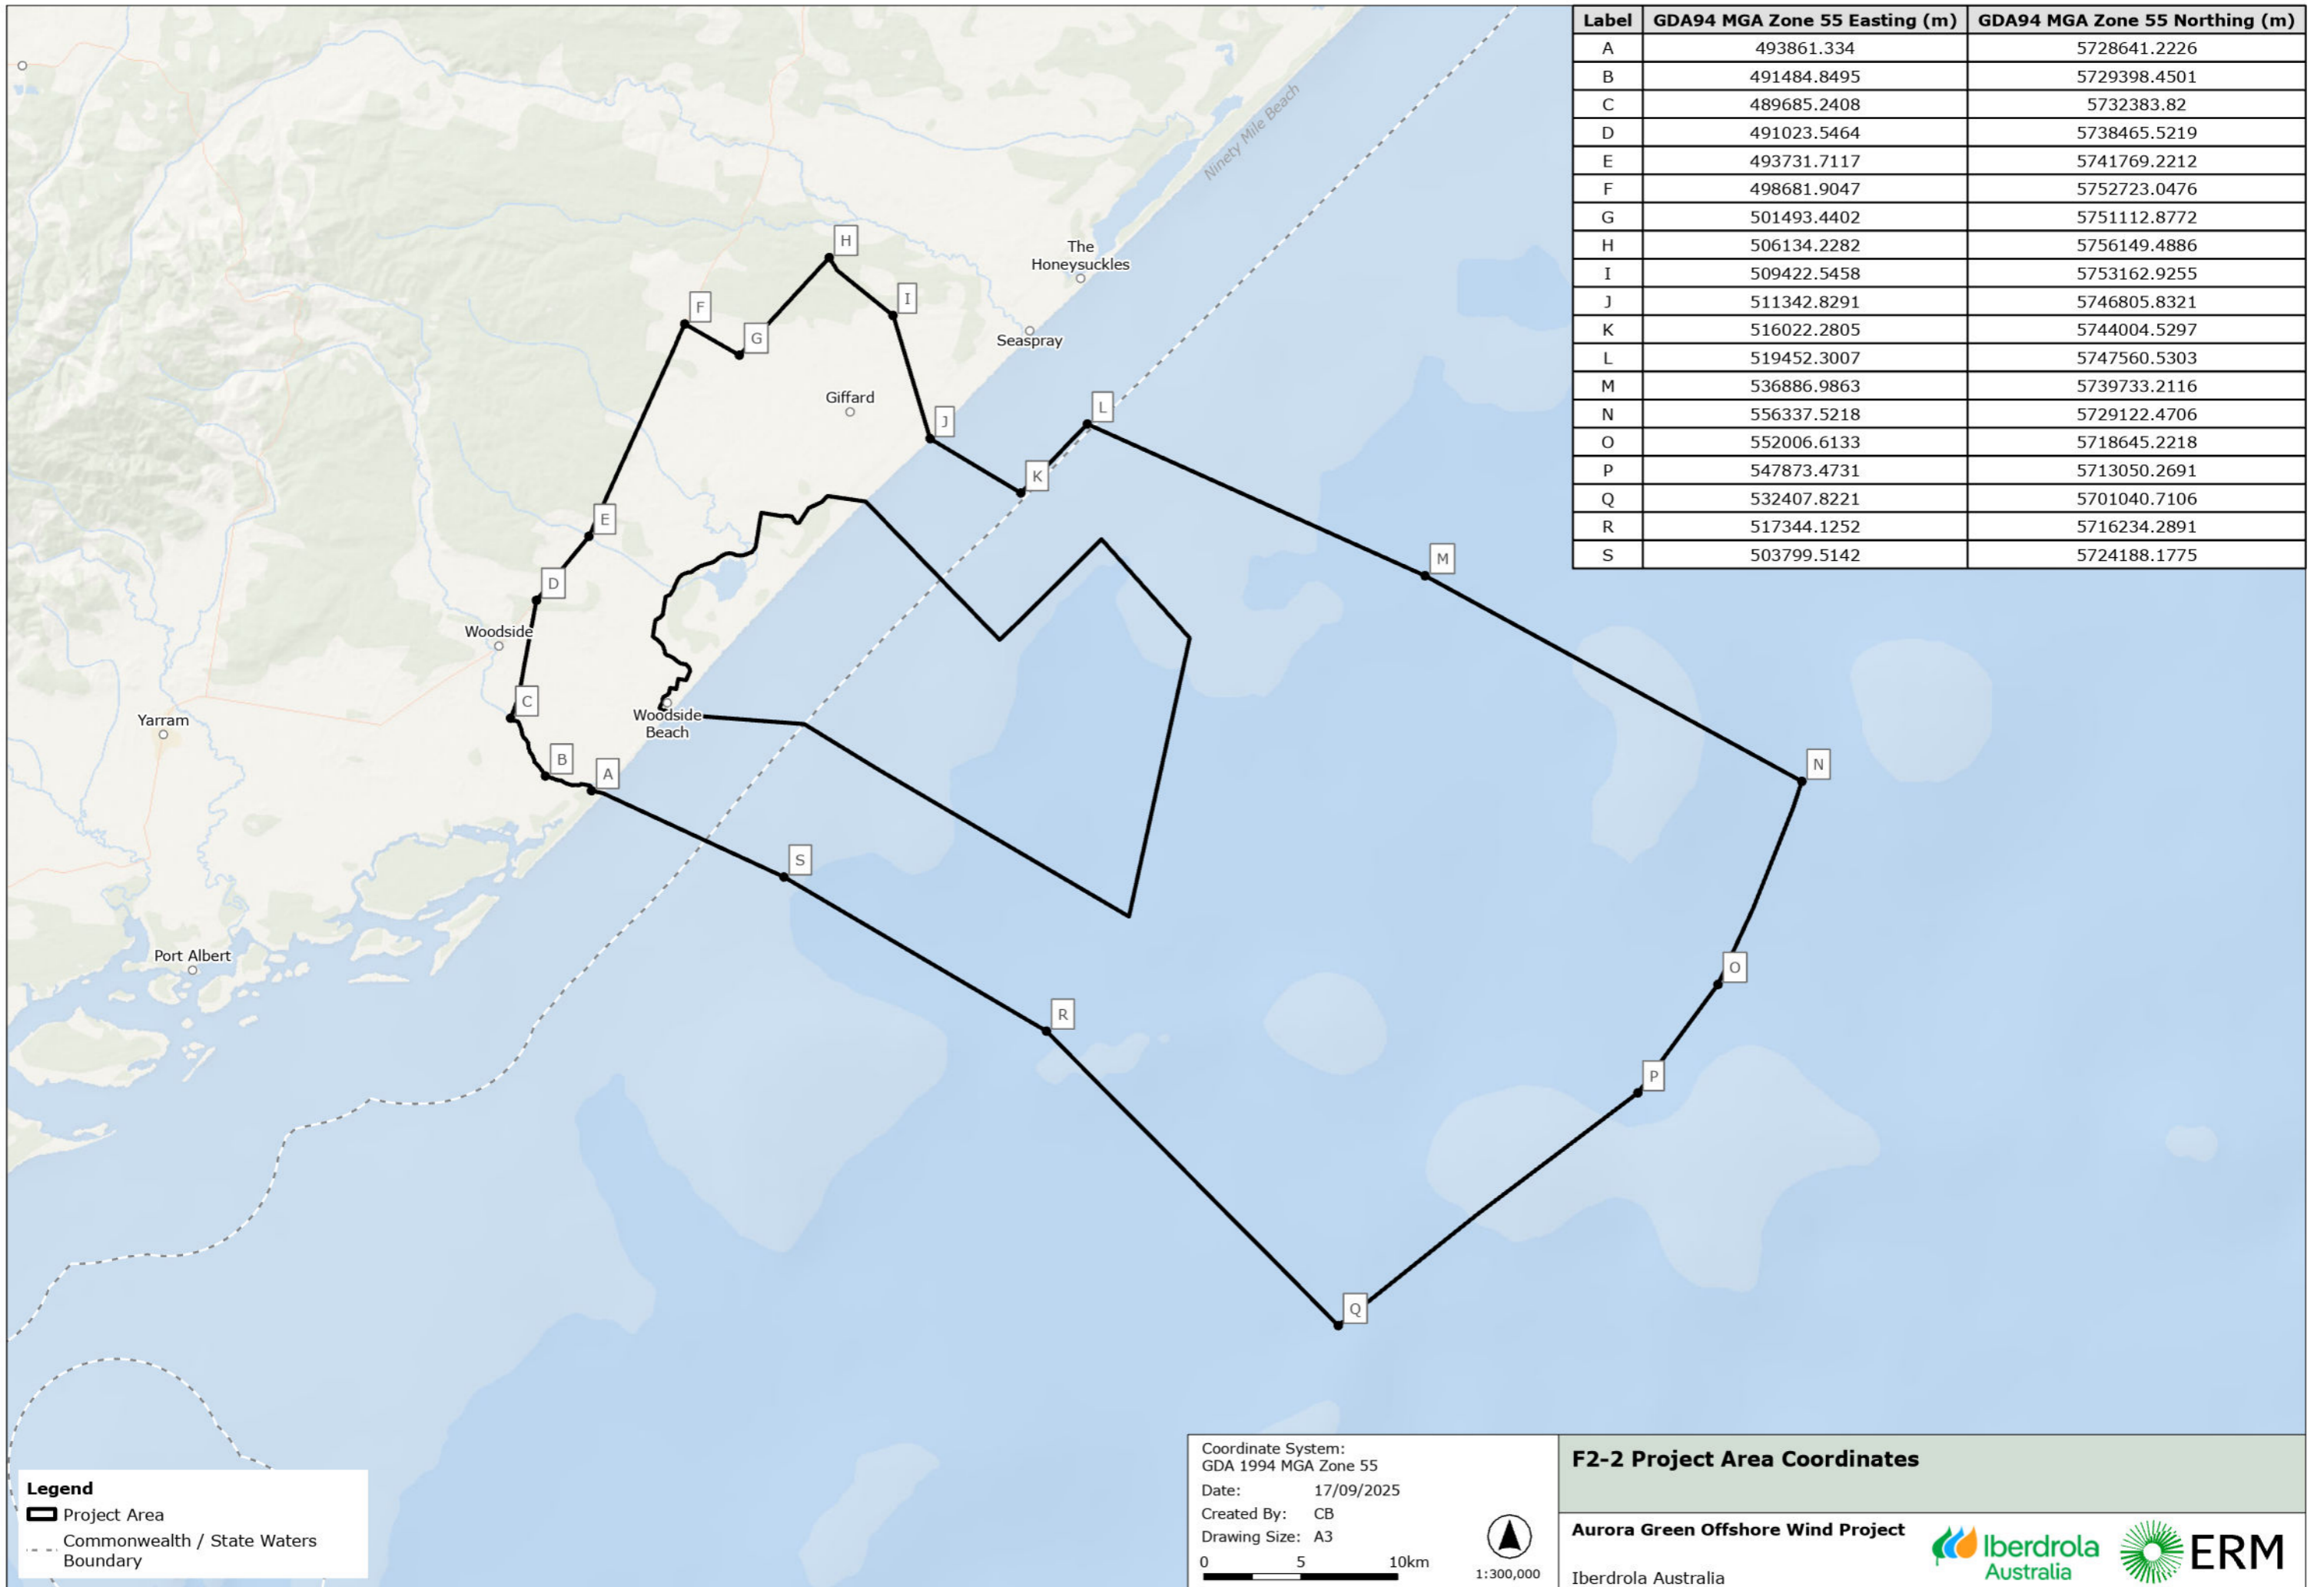 Label GDA94 MGA Zone 55 Easting (m) GDA94 MGA Zone 55 Northing (m)
A 493861.334 5728641.2226
B 491484.8495 5729398.4501
C 489685.2408 5732383.82
D 491023.5464 5738465.5219
E 493731.7117 5741769.2212
F 498681.9047 5752723.0476
G 501493.4402 5751112.8772
H 506134.2282 5756149.4886
I 509422.5458 5753162.9255
J 511342.8291 5746805.8321
K 516022.2805 5744004.5297
L 519452.3007 5747560.5303
M 536886.9863 5739733.2116
N 556337.5218 5729122.4706
O 552006.6133 5718645.2218
P 547873.4731 5713050.2691
Q 532407.8221 5701040.7106
R 517344.1252 5716234.2891
S 503799.5142 5724188.1775
Ninety Mile Beach
H
The
Honeysuckles
I
F
G
Seaspray
Giffard
L
J
K
E
M
D
Woodside
C
Woodside
Beach
Yarram
B
A
N
S
Port Albert
O
R
P
Q
Legend
Project Area
Commonwealth / State Waters
Boundary
Coordinate System:
GDA 1994 MGA Zone 55
Date: 17/09/2025
Created By: CB
Drawing Size: A3
0 5 10km
1:300,000
F2-2 Project Area Coordinates
Aurora Green Offshore Wind Project
Iberdrola Australia
Iberdrola
Australia
ERM